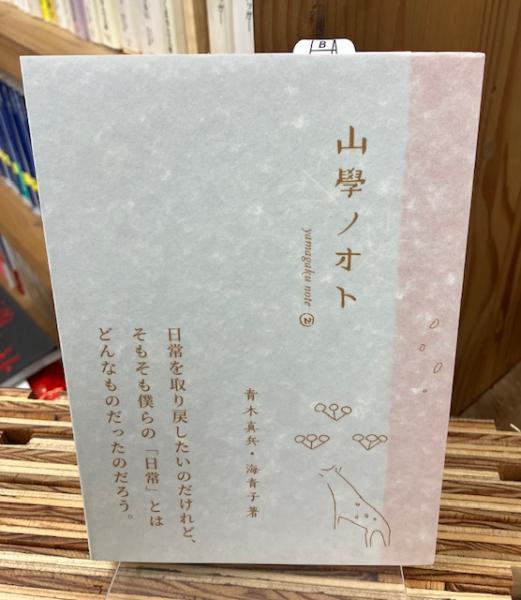 B
山學ノオト
yamagaku note ②
青木真兵・海青子 著
日常を取り戻したいのだけれど、
そもそも僕らの「日常」とは
どんなものだったのだろう。